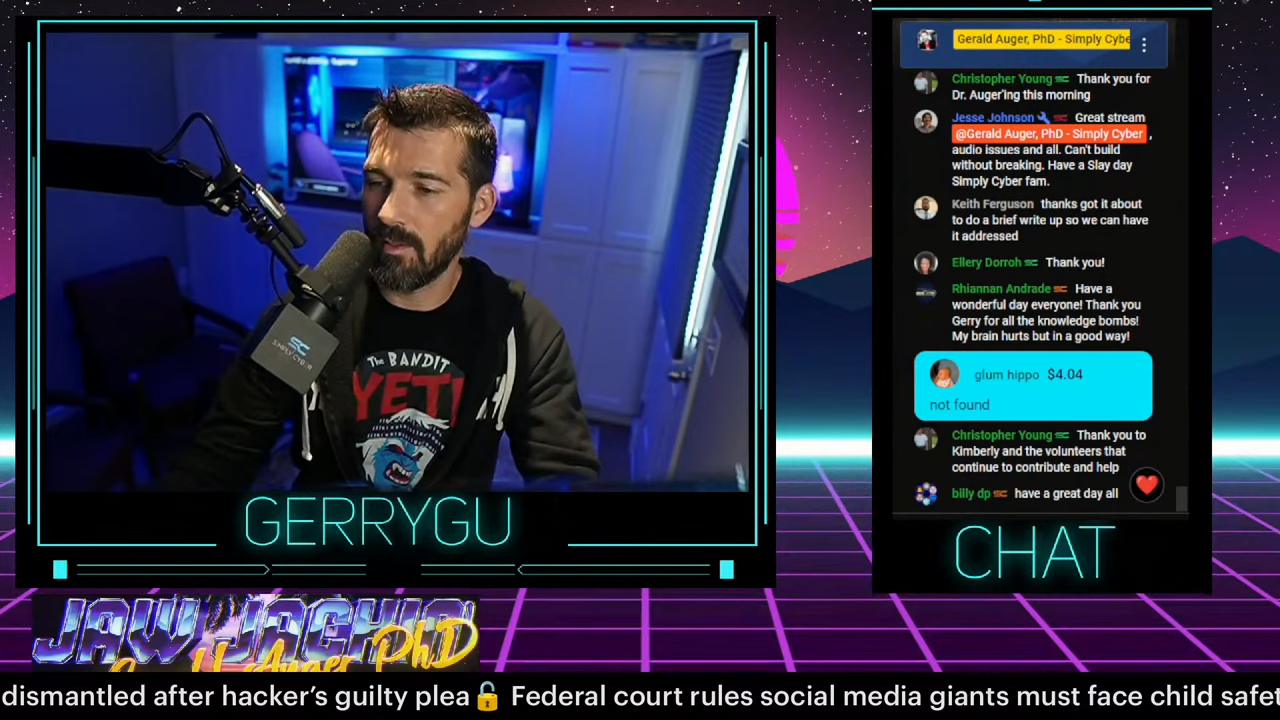 Gerald Auger, PhD - Simply Cybe
Christopher Young Thank you for
Dr. Auger'ing this morning
Jesse Johnson Great stream
@Gerald Auger, PhD - Simply Cyber ,
audio issues and all. Can't build
without breaking. Have a Slay day
Simply Cyber fam.
Keith Ferguson thanks got it about
to do a brief write up so we can have
it addressed
Ellery Dorroh Thank you!
Rhiannan Andrade Have a
wonderful day everyone! Thank you
Gerry for all the knowledge bombs!
My brain hurts but in a good way!
glum hippo $4.04
not found
Christopher Young Thank you to
Kimberly and the volunteers that
continue to contribute and help
billy dp have a great day all
The BANDIT
YETI
SC
SIMPLY CYBER
GERRYGU
CHAT
PhD
dismantled after hacker's guilty plea🔓 Federal court rules social media giants must face child safet